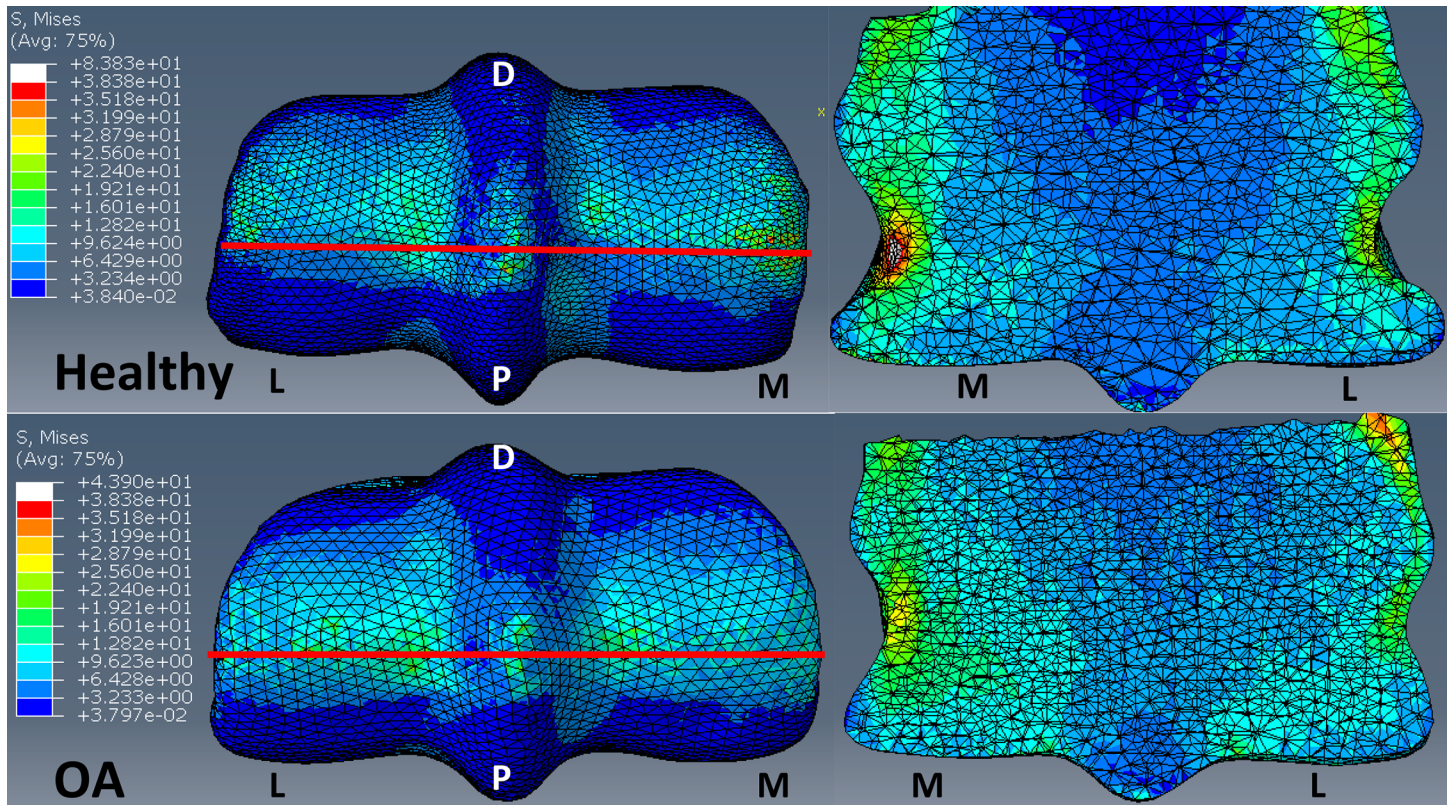 S, Mises
(Avg: 75%)
+8.383e+01
+3.838e+01
+3.518e+01
+3.199e+01
+2.879e+01
+2.560e+01
+2.240e+01
+1.921e+01
+1.601e+01
+1.282e+01
+9.624e+00
+6.429e+00
+3.234e+00
+3.840e-02
D
P
L
M
Healthy
x
M
L
S, Mises
(Avg: 75%)
+4.390e+01
+3.838e+01
+3.518e+01
+3.199e+01
+2.879e+01
+2.560e+01
+2.240e+01
+1.921e+01
+1.601e+01
+1.282e+01
+9.623e+00
+6.428e+00
+3.233e+00
+3.797e-02
D
P
L
M
OA
M
L